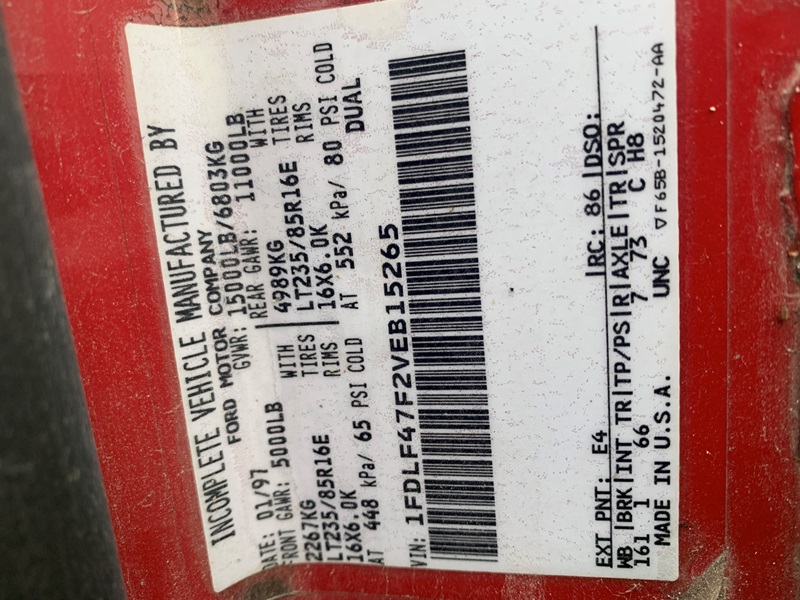 INCOMPLETE VEHICLE MANUFACTURED BY
FORD MOTOR COMPANY
DATE: 01/97 GVWR: 15000LB/6803KG
FRONT GAWR: 5000LB REAR GAWR: 11000LB
2267KG WITH 4989KG WITH
LT235/85R16E TIRES LT235/85R16E TIRES
16X6.0K RIMS 16X6.0K RIMS
AT 448 kPa/ 65 PSI COLD AT 552 kPa/ 80 PSI COLD
DUAL
VIN: 1FDLF47F2VEB15265
EXT PNT: E4 RC: 86 DSO:
WB BRK INT TR TP/PS R AXLE TR SPR
161 1 66 7 73 C H8
MADE IN U.S.A. UNC ▽F65B-1520472-AA